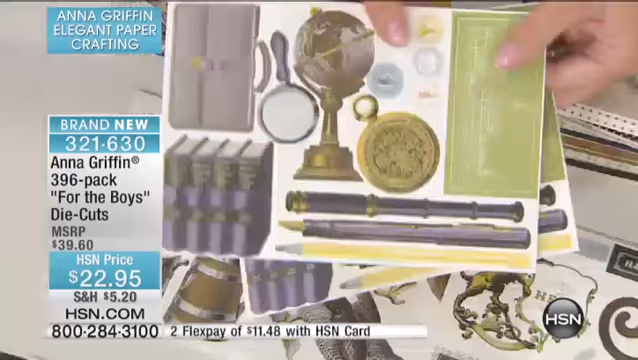 ANNA GRIFFIN
ELEGANT PAPER
CRAFTING
BRAND NEW
321-630
Anna Griffin®
396-pack
"For the Boys"
Die-Cuts
MSRP
$39.60
HSN Price
$22.95
S&H $5.20
HSN.COM
800-284-3100
2 Flexpay of $11.48 with HSN Card
HSN